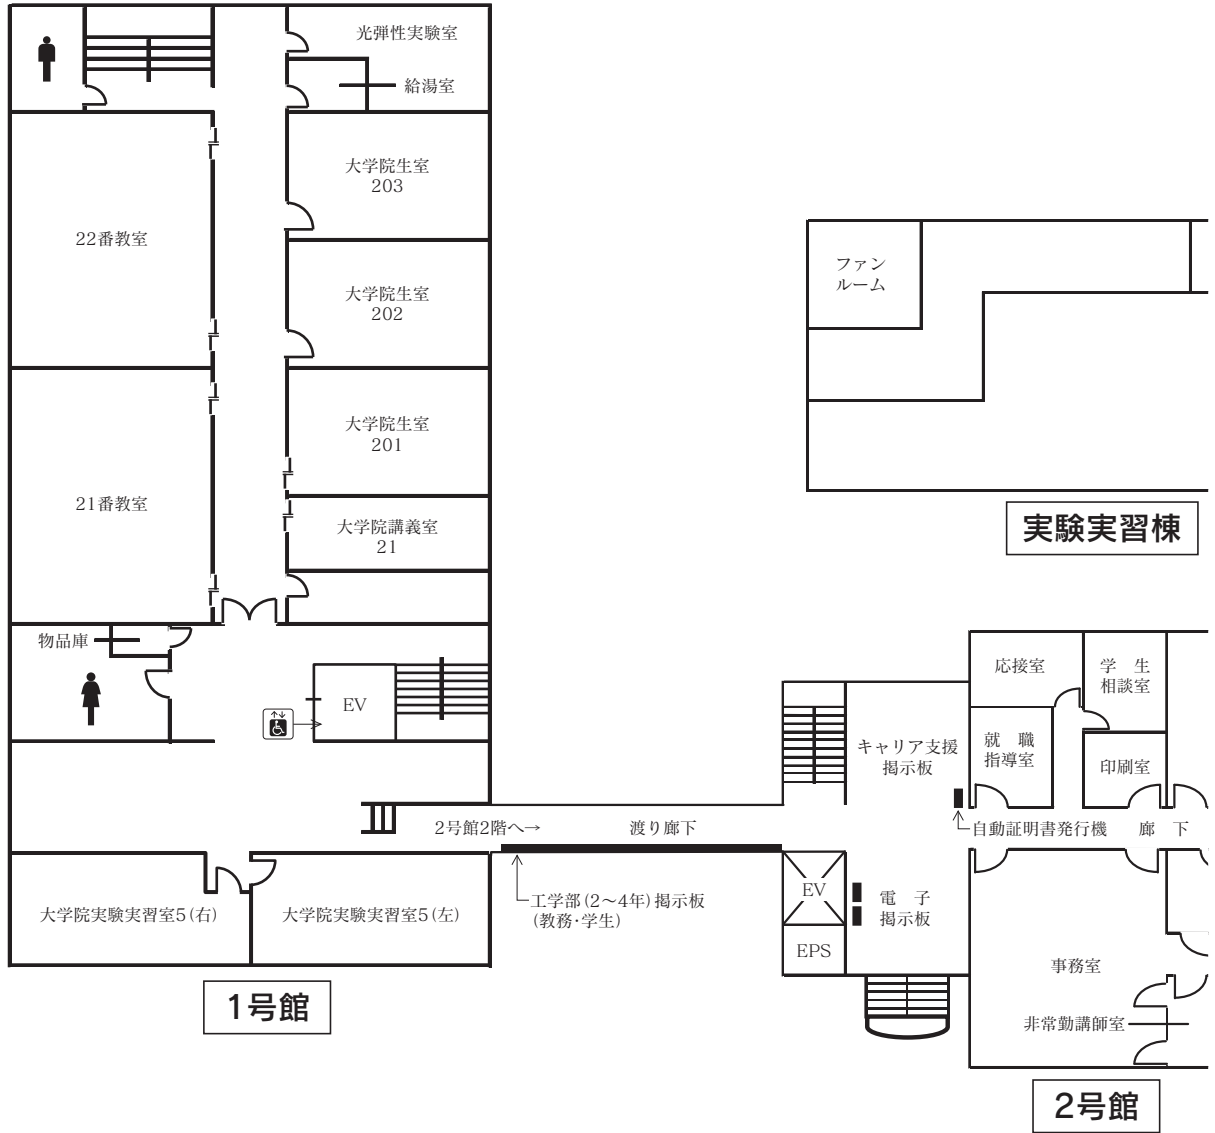 光弾性実験室
給湯室
大学院生室
203
22番教室
大学院生室
202
ファン
ルーム
大学院生室
201
21番教室
大学院講義室
21
実験実習棟
物品庫
EV
応接室
学 生
相談室
キャリア支援
掲示板
就 職
指導室
印刷室
2号館2階へ→
渡り廊下
自動証明書発行機
廊 下
大学院実験実習室5(右)
大学院実験実習室5(左)
工学部(2〜4年)掲示板
(教務・学生)
EV
電 子
掲示板
EPS
事務室
1号館
非常勤講師室
2号館